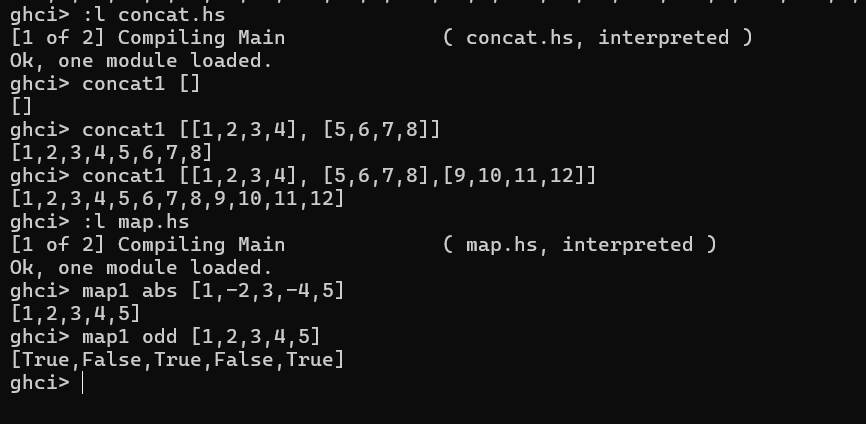 ghci> :l concat.hs
[1 of 2] Compiling Main             ( concat.hs, interpreted )
Ok, one module loaded.
ghci> concat1 []
[]
ghci> concat1 [[1,2,3,4], [5,6,7,8]]
[1,2,3,4,5,6,7,8]
ghci> concat1 [[1,2,3,4], [5,6,7,8],[9,10,11,12]]
[1,2,3,4,5,6,7,8,9,10,11,12]
ghci> :l map.hs
[1 of 2] Compiling Main             ( map.hs, interpreted )
Ok, one module loaded.
ghci> map1 abs [1,-2,3,-4,5]
[1,2,3,4,5]
ghci> map1 odd [1,2,3,4,5]
[True,False,True,False,True]
ghci>